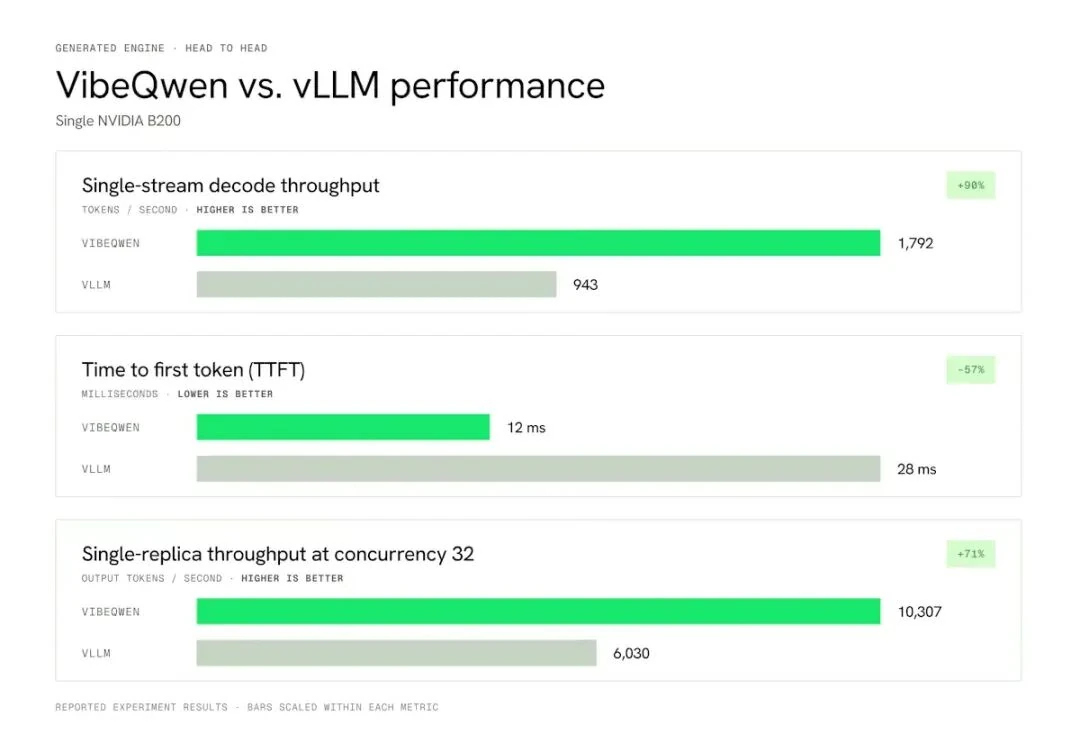 GENERATED ENGINE · HEAD TO HEAD
VibeQwen vs. vLLM performance
Single NVIDIA B200
Single-stream decode throughput
+90%
TOKENS / SECOND · HIGHER IS BETTER
VIBEQWEN
1,792
VLLM
943
Time to first token (TTFT)
-57%
MILLISECONDS · LOWER IS BETTER
VIBEQWEN
12 ms
VLLM
28 ms
Single-replica throughput at concurrency 32
+71%
OUTPUT TOKENS / SECOND · HIGHER IS BETTER
VIBEQWEN
10,307
VLLM
6,030
REPORTED EXPERIMENT RESULTS · BARS SCALED WITHIN EACH METRIC